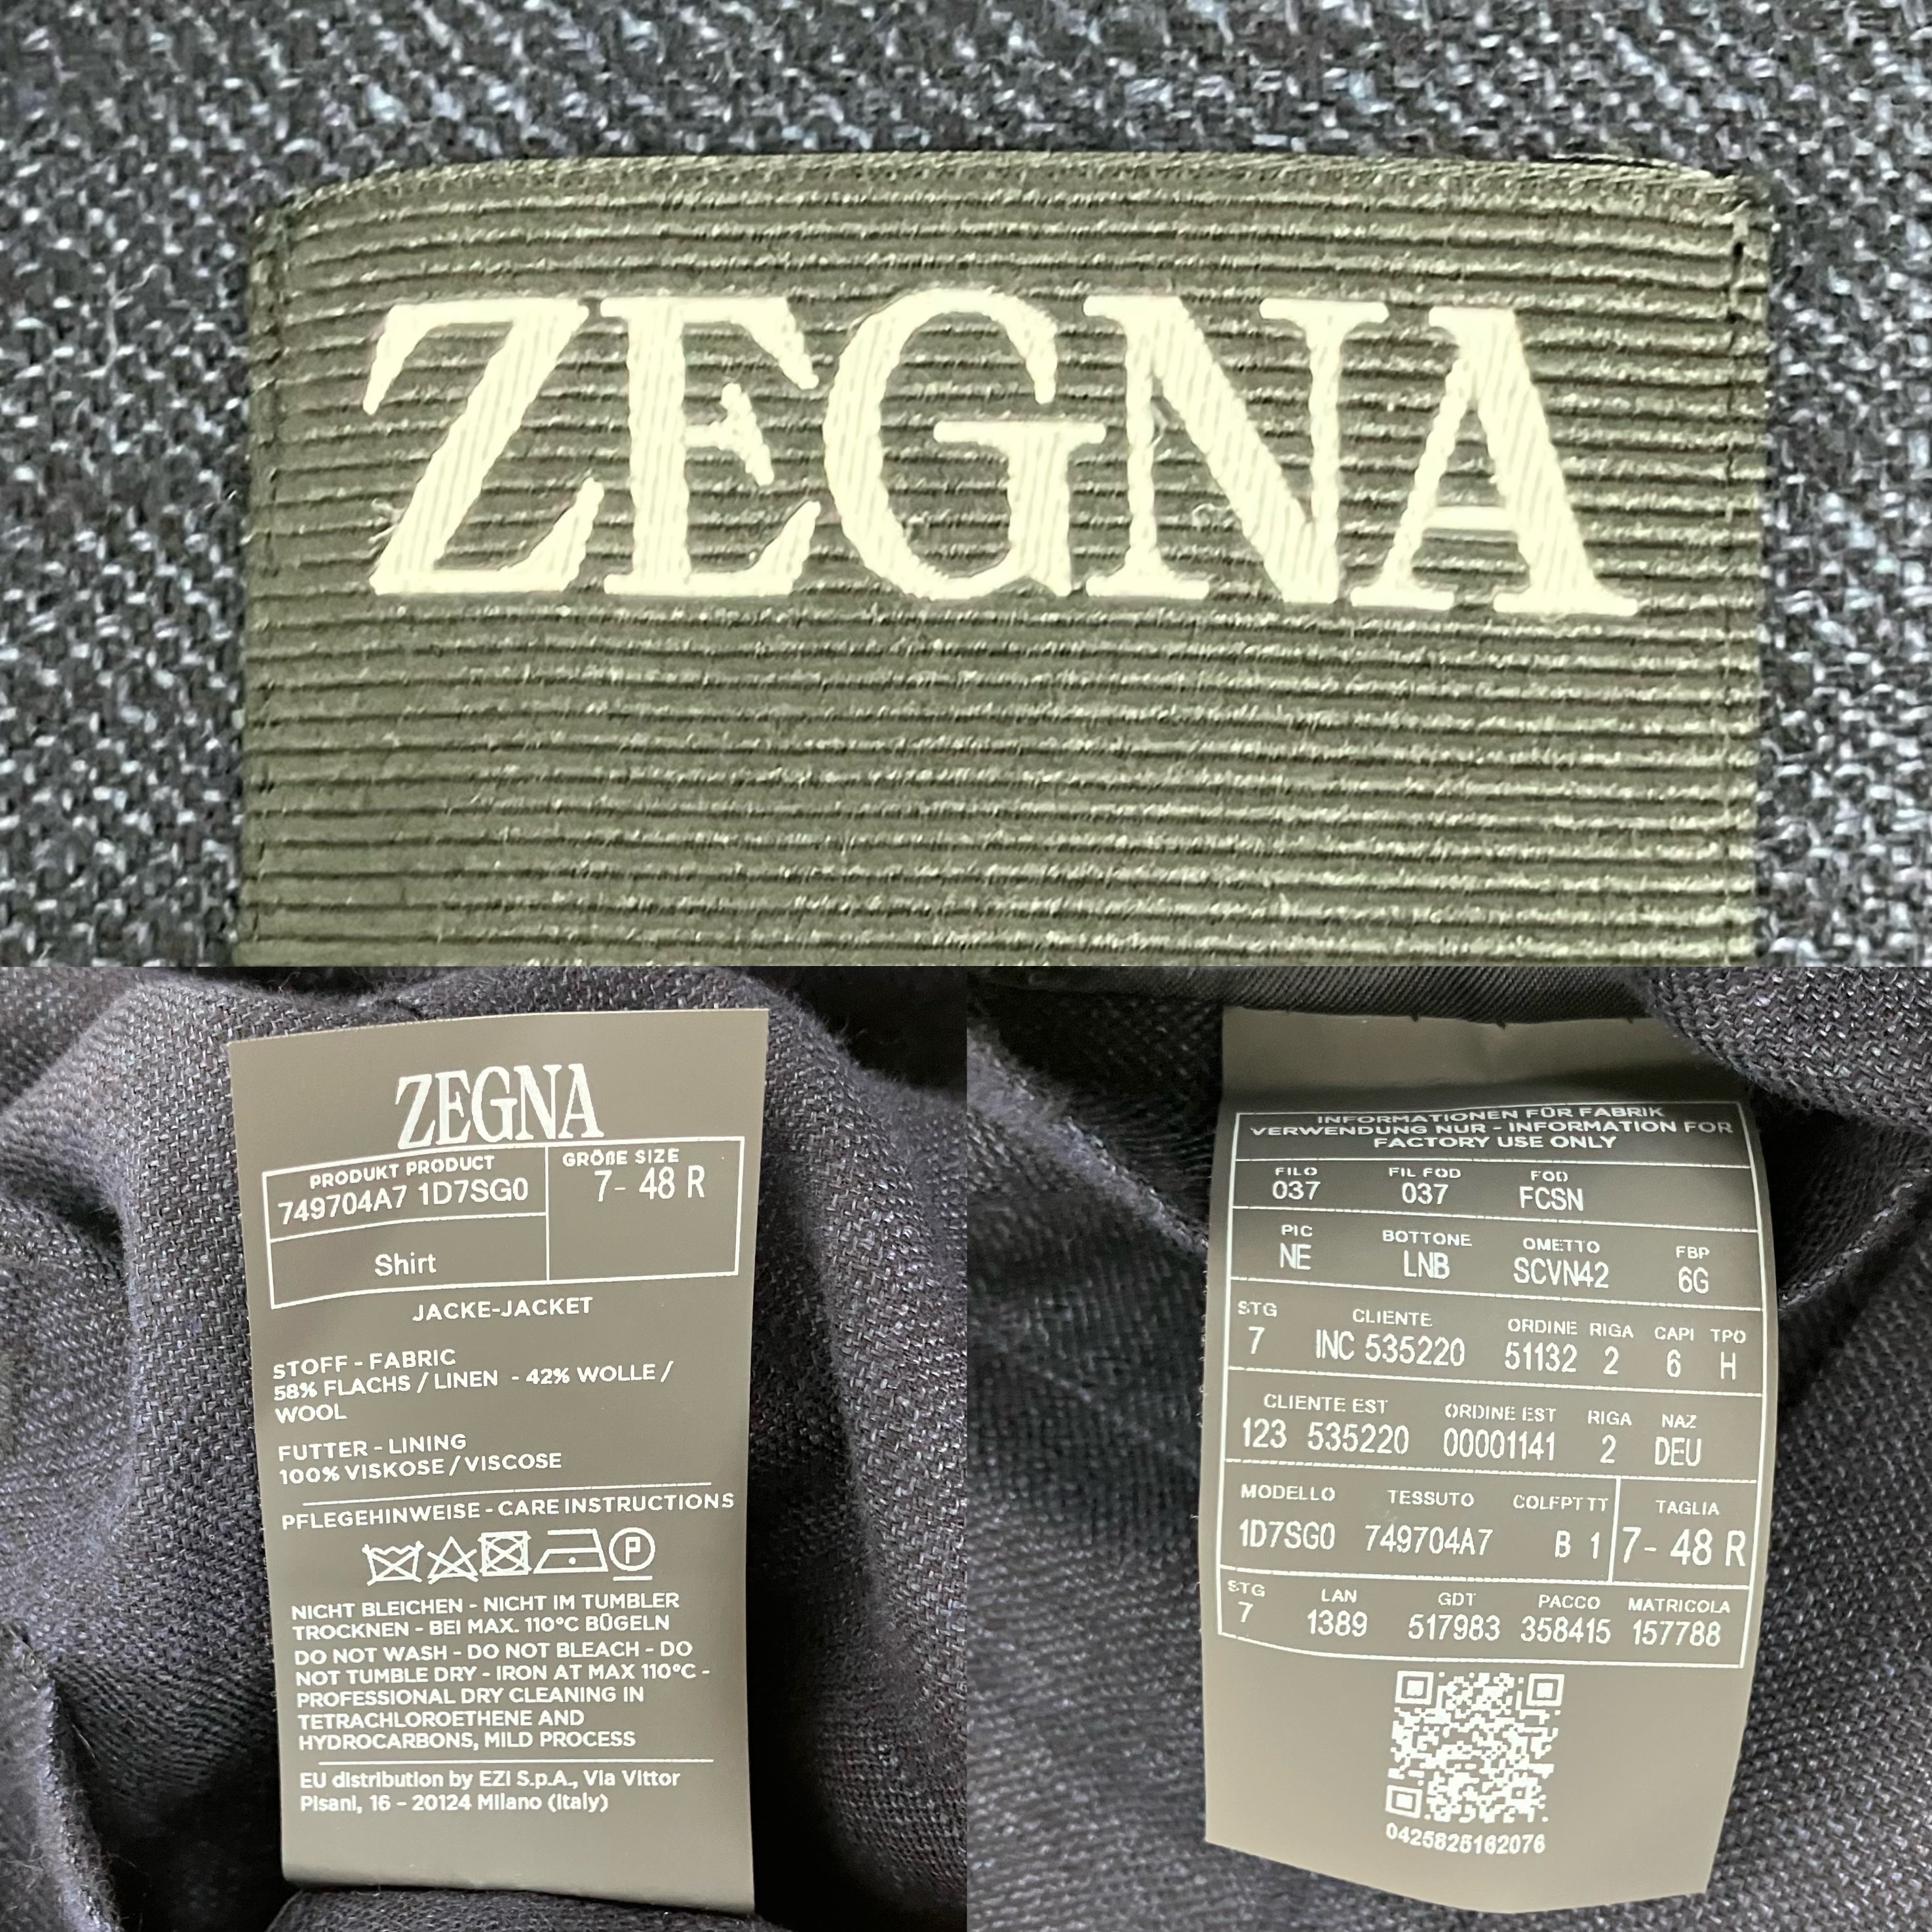 ZEGNA
ZEGNA
PRODUKT PRODUCT
749704A7 1D7SG0
GRÖßE SIZE
7- 48 R
Shirt
JACKE-JACKET
STOFF - FABRIC
58% FLACHS / LINEN - 42% WOLLE /
WOOL
FUTTER - LINING
100% VISKOSE / VISCOSE
PFLEGEHINWEISE - CARE INSTRUCTIONS
P
NICHT BLEICHEN - NICHT IM TUMBLER
TROCKNEN - BEI MAX. 110°C BÜGELN
DO NOT WASH - DO NOT BLEACH - DO
NOT TUMBLE DRY - IRON AT MAX 110°C -
PROFESSIONAL DRY CLEANING IN
TETRACHLOROETHENE AND
HYDROCARBONS, MILD PROCESS
EU distribution by EZI S.p.A., Via Vittor
Pisani, 16 - 20124 Milano (Italy)
INFORMATIONEN FÜR FABRIK
VERWENDUNG NUR - INFORMATION FOR
FACTORY USE ONLY
FILO FIL FOD FOD
037 037 FCSN
PIC BOTTONE OMETTO FBP
NE LNB SCVN42 6G
STG CLIENTE ORDINE RIGA CAPI TPO
7 INC 535220 51132 2 6 H
CLIENTE EST ORDINE EST RIGA NAZ
123 535220 00001141 2 DEU
MODELLO TESSUTO COLFPTTT TAGLIA
1D7SG0 749704A7 B 1 7- 48 R
STG LAN GDT PACCO MATRICOLA
7 1389 517983 358415 157788
0425825162076